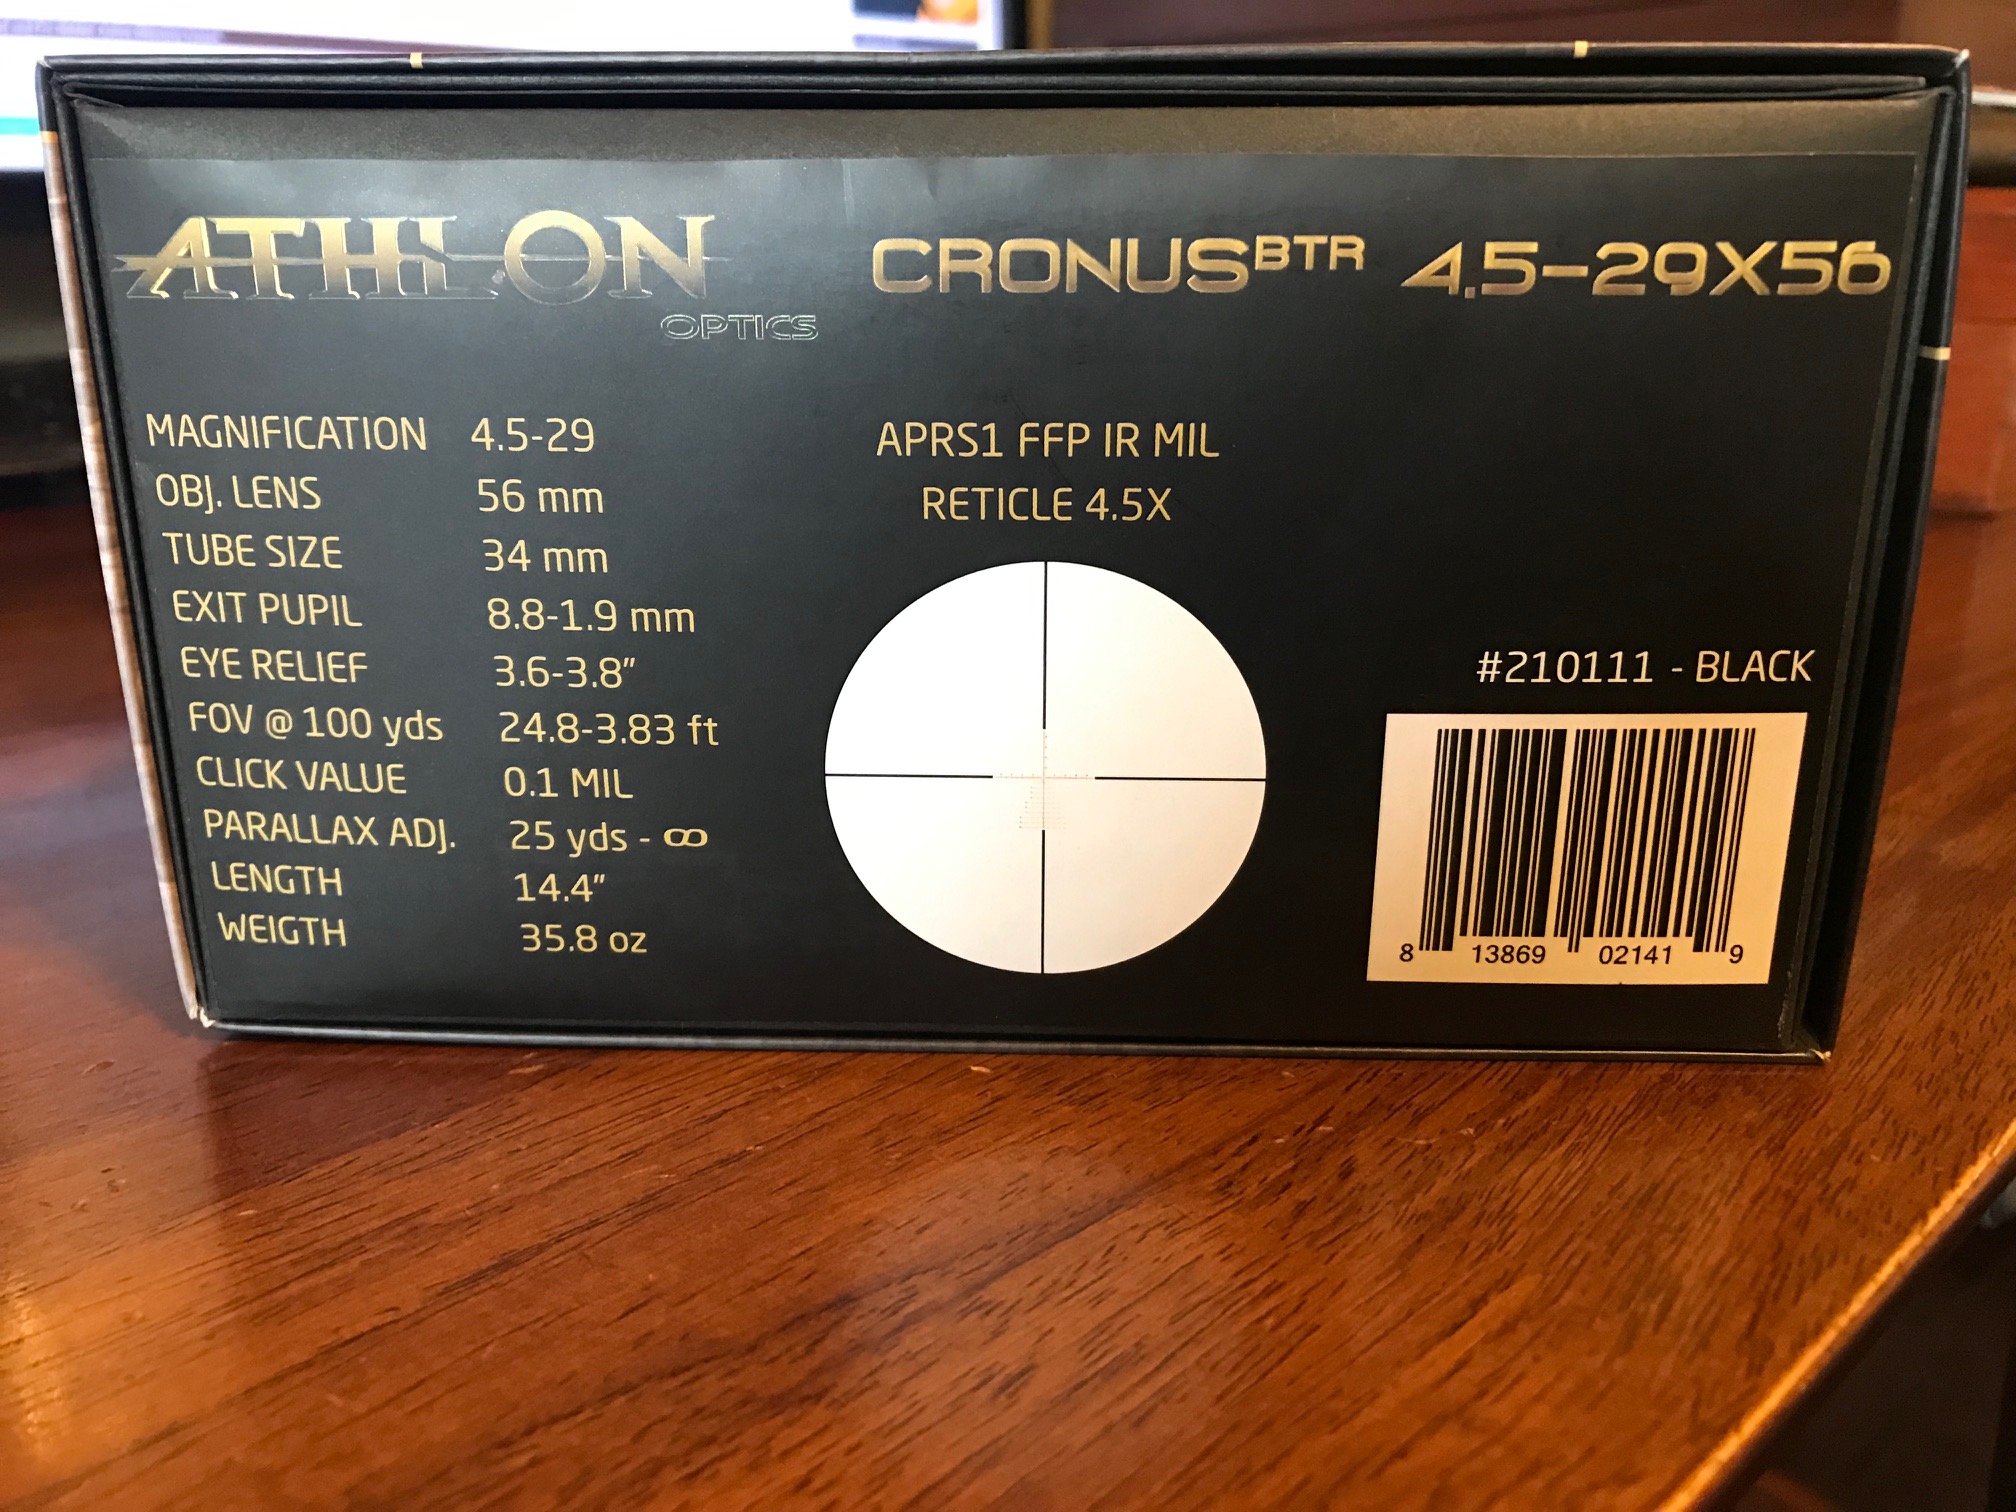 ATHLON
OPTICS
CRONUS BTR 4.5-29X56
MAGNIFICATION 4.5-29
OBJ. LENS 56 mm
TUBE SIZE 34 mm
EXIT PUPIL 8.8-1.9 mm
EYE RELIEF 3.6-3.8"
FOV @ 100 yds 24.8-3.83 ft
CLICK VALUE 0.1 MIL
PARALLAX ADJ. 25 yds - ∞
LENGTH 14.4"
WEIGTH 35.8 oz
APRS1 FFP IR MIL
RETICLE 4.5X
#210111 - BLACK
8 13869 02141 9